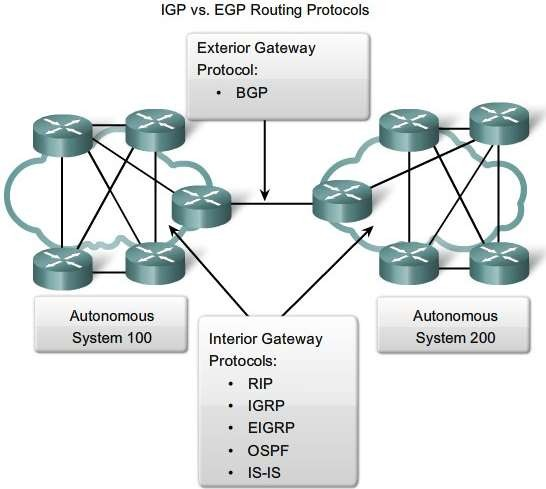 IGP vs. EGP Routing Protocols
Exterior Gateway
Protocol:
• BGP
Autonomous
System 100
Autonomous
System 200
Interior Gateway
Protocols:
• RIP
• IGRP
• EIGRP
• OSPF
• IS-IS